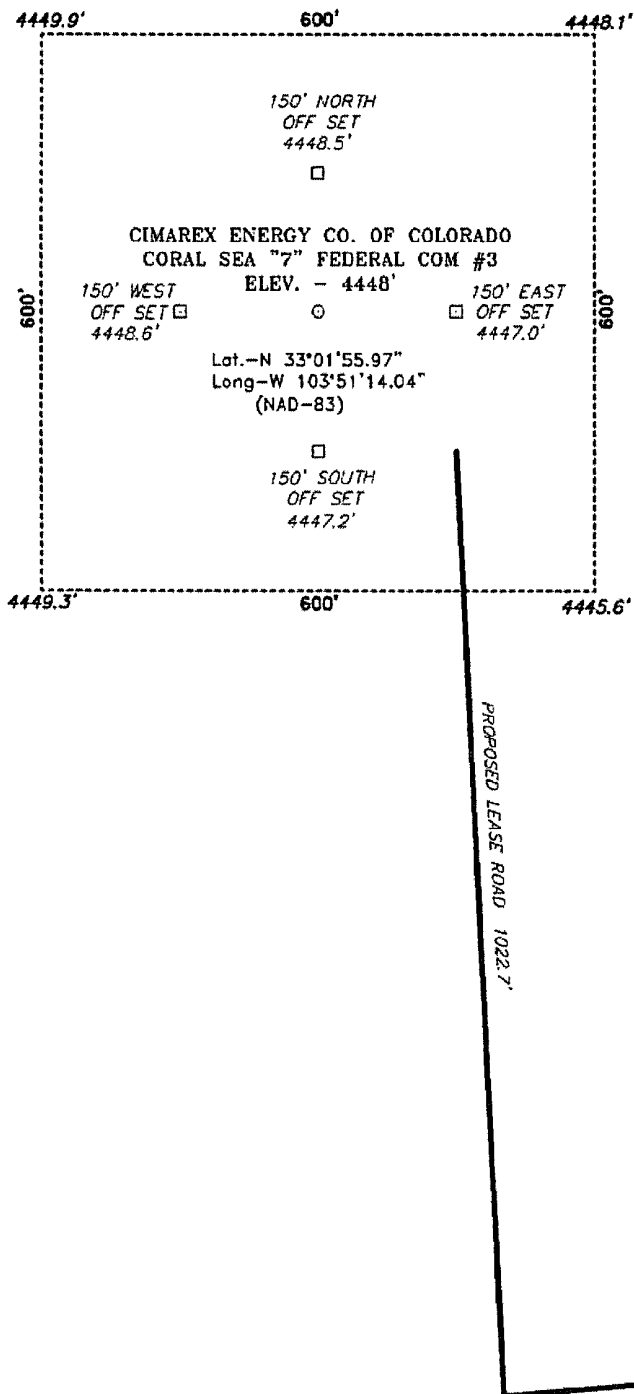 4449.9' 600' 4448.1'
150' NORTH
OFF SET
4448.5'
CIMAREX ENERGY CO. OF COLORADO
CORAL SEA "7" FEDERAL COM #3
ELEV. - 4448'
600'
150' WEST
OFF SET
4448.6'
150' EAST
OFF SET
4447.0'
600'
Lat.-N 33°01'55.97"
Long-W 103°51'14.04"
(NAD-83)
150' SOUTH
OFF SET
4447.2'
4449.3' 600' 4445.6'
PROPOSED LEASE ROAD 1022.7'